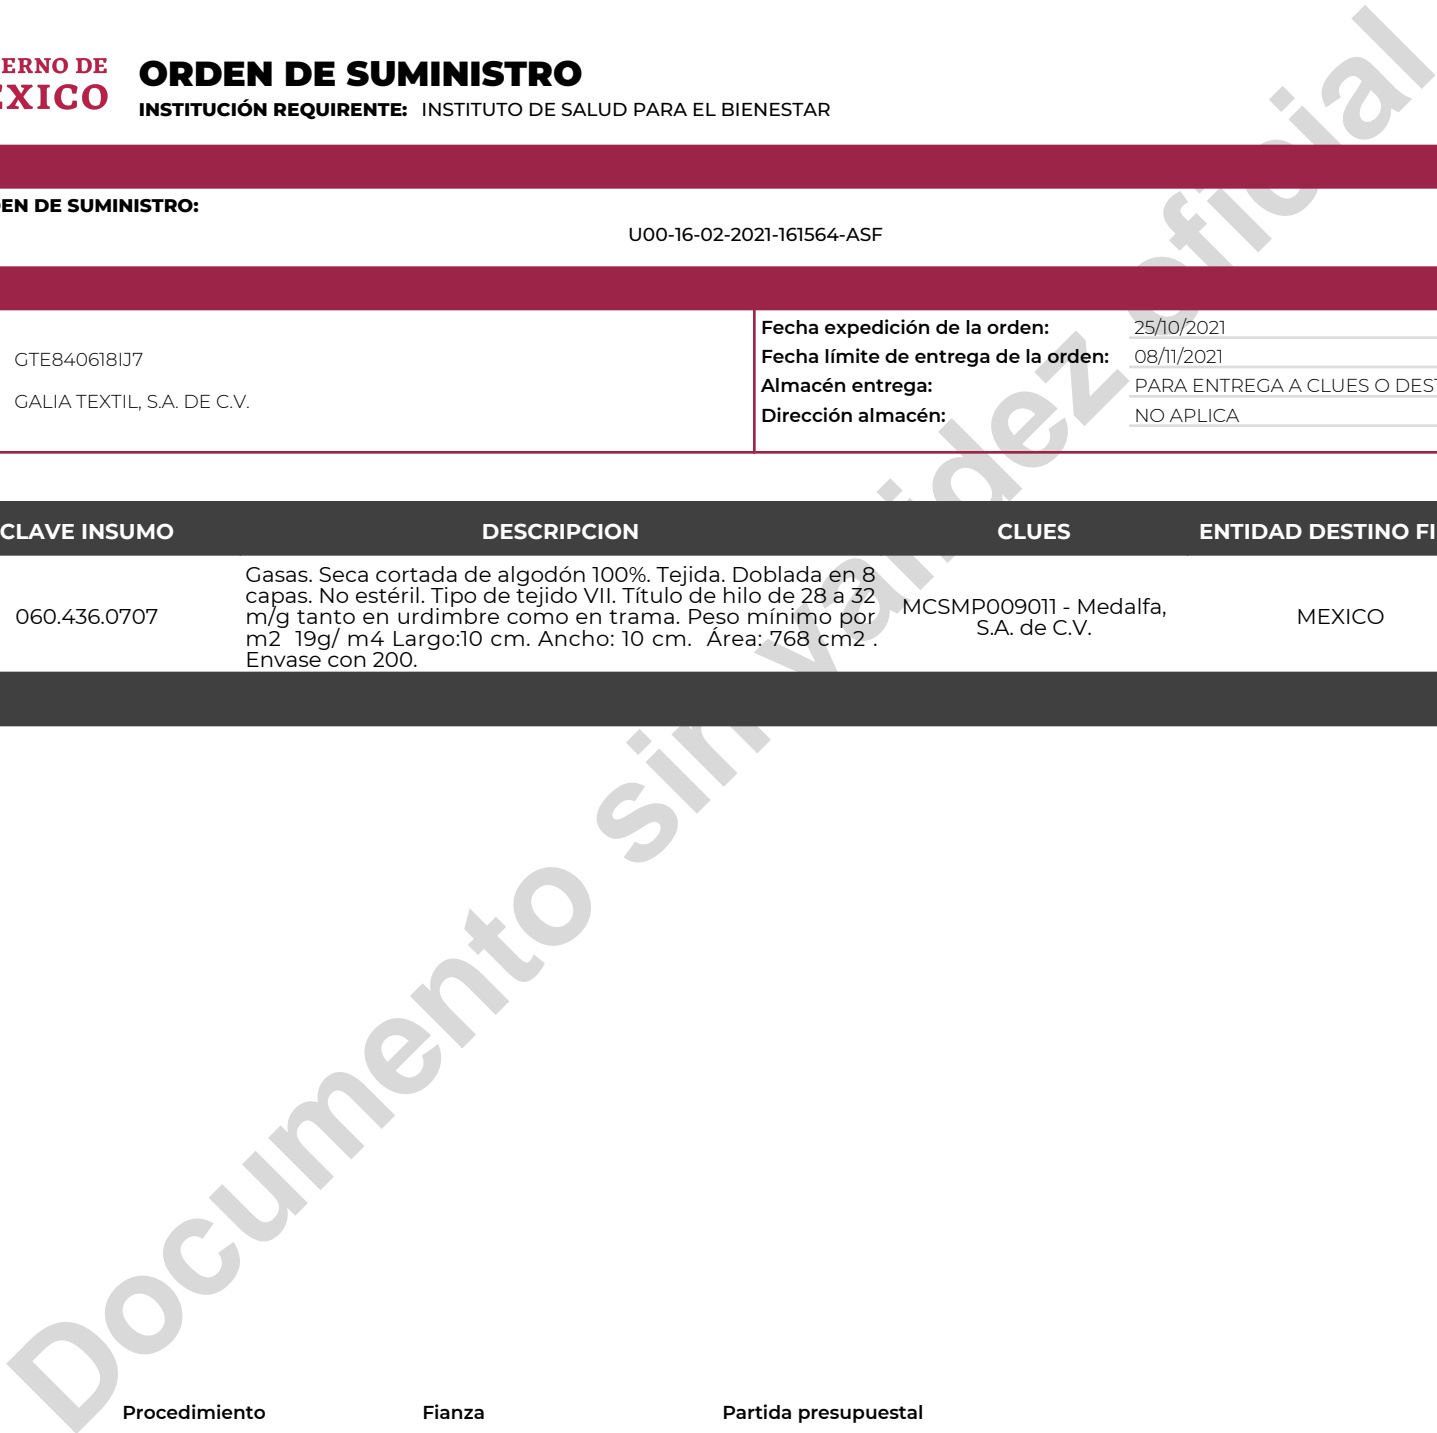 ERNO DE
EXICO
ORDEN DE SUMINISTRO
INSTITUCIÓN REQUIRENTE: INSTITUTO DE SALUD PARA EL BIENESTAR
EN DE SUMINISTRO:
U00-16-02-2021-161564-ASF
GTE840618IJ7
GALIA TEXTIL, S.A. DE C.V.
Fecha expedición de la orden: 25/10/2021
Fecha límite de entrega de la orden: 08/11/2021
Almacén entrega: PARA ENTREGA A CLUES O DEST
Dirección almacén: NO APLICA
CLAVE INSUMO DESCRIPCION CLUES ENTIDAD DESTINO FI
060.436.0707
Gasas. Seca cortada de algodón 100%. Tejida. Doblada en 8
capas. No estéril. Tipo de tejido VII. Título de hilo de 28 a 32
m/g tanto en urdimbre como en trama. Peso mínimo por
m2 19g/ m4 Largo:10 cm. Ancho: 10 cm. Área: 768 cm2 .
Envase con 200.
MCSMP009011 - Medalfa,
S.A. de C.V.
MEXICO
Documento sin validez oficial
Procedimiento Fianza Partida presupuestal